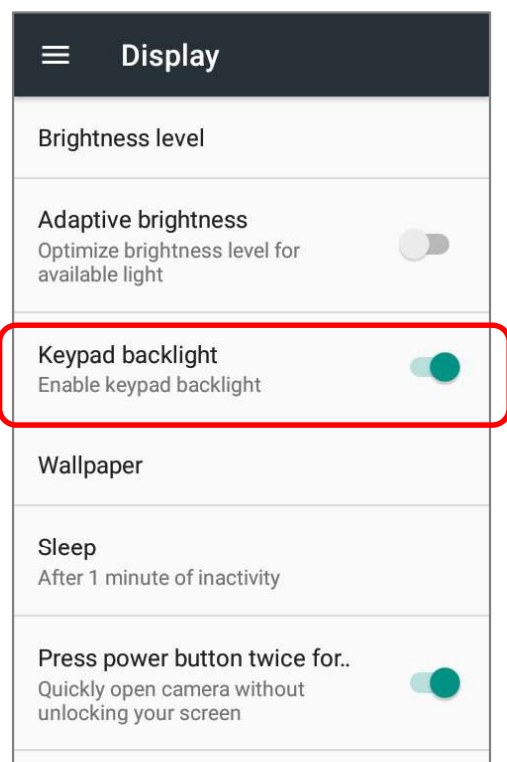 Display
Brightness level
Adaptive brightness
Optimize brightness level for
available light
Keypad backlight
Enable keypad backlight
Wallpaper
Sleep
After 1 minute of inactivity
Press power button twice for..
Quickly open camera without
unlocking your screen